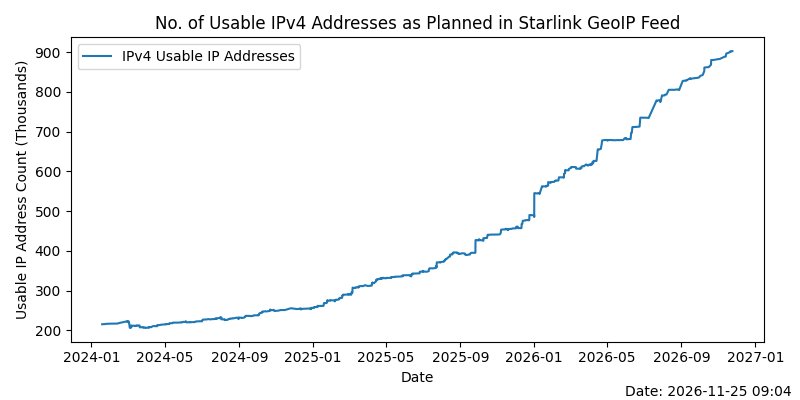 No. of Usable IPv4 Addresses as Planned in Starlink GeoIP Feed
IPv4 Usable IP Addresses
Usable IP Address Count (Thousands)
900
800
700
600
500
400
300
200
2024-01 2024-05 2024-09 2025-01 2025-05 2025-09 2026-01 2026-05 2026-09 2027-01
Date
Date: 2026-11-25 09:04